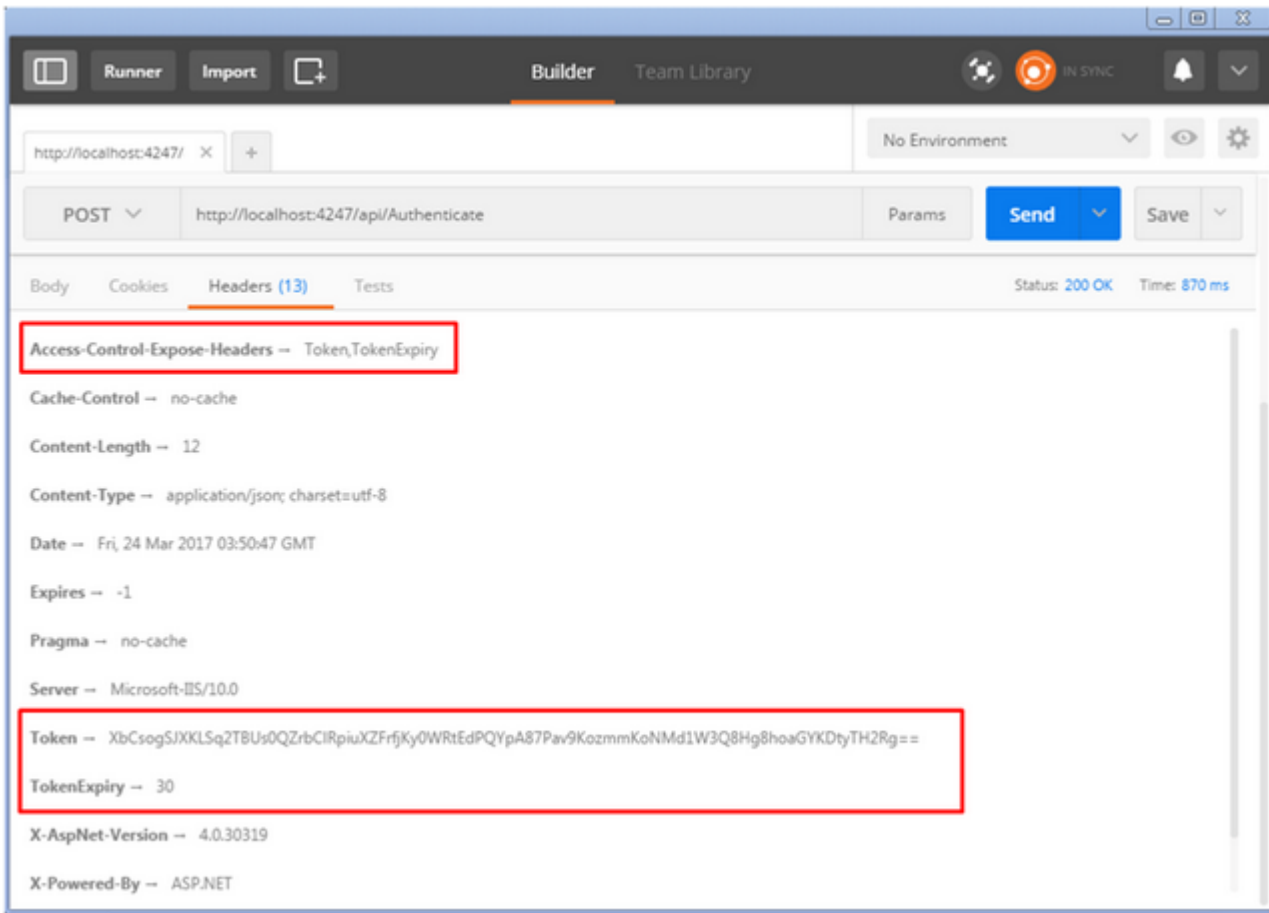 Runner Import Builder Team Library IN SYNC
http://localhost:4247/ No Environment
POST http://localhost:4247/api/Authenticate Params Send Save
Body Cookies Headers (13) Tests Status: 200 OK Time: 870 ms
Access-Control-Expose-Headers → Token,TokenExpiry
Cache-Control → no-cache
Content-Length → 12
Content-Type → application/json; charset=utf-8
Date → Fri, 24 Mar 2017 03:50:47 GMT
Expires → -1
Pragma → no-cache
Server → Microsoft-IIS/10.0
Token → XbCsogSJXKLSq2TBUs0QZrbCIRpiuXZFrfjKy0WRtEdPQYpA87Pav9KozmmKoNMd1W3Q8Hg8hoaGYKDtyTH2Rg==
TokenExpiry → 30
X-AspNet-Version → 4.0.30319
X-Powered-By → ASP.NET